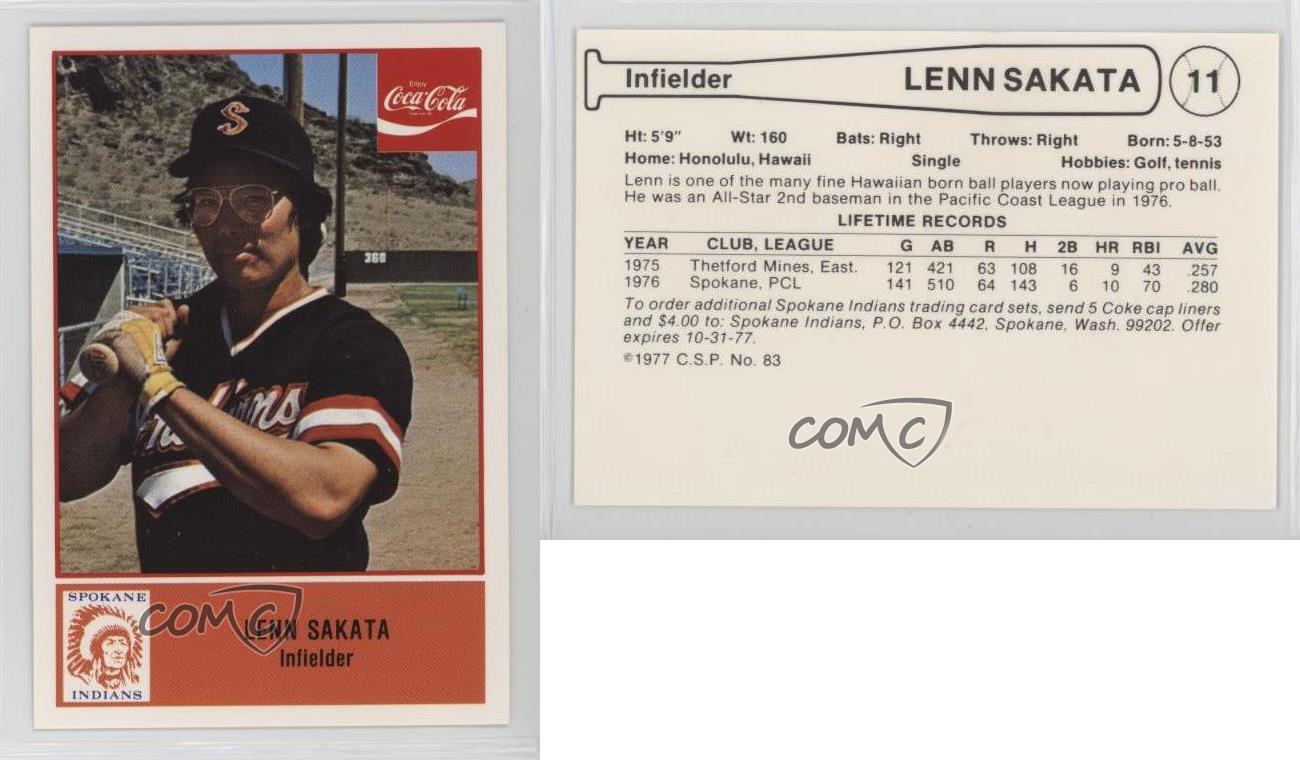 Enjoy
Coca-Cola
S
360
Indians
SPOKANE
INDIANS
LENN SAKATA
Infielder
COMC
Infielder LENN SAKATA 11
Ht: 5'9" Wt: 160 Bats: Right Throws: Right Born: 5-8-53
Home: Honolulu, Hawaii Single Hobbies: Golf, tennis
Lenn is one of the many fine Hawaiian born ball players now playing pro ball.
He was an All-Star 2nd baseman in the Pacific Coast League in 1976.
LIFETIME RECORDS
YEAR CLUB, LEAGUE G AB R H 2B HR RBI AVG
1975 Thetford Mines, East. 121 421 63 108 16 9 43 .257
1976 Spokane, PCL 141 510 64 143 6 10 70 .280
To order additional Spokane Indians trading card sets, send 5 Coke cap liners
and $4.00 to: Spokane Indians, P.O. Box 4442, Spokane, Wash. 99202. Offer
expires 10-31-77.
©1977 C.S.P. No. 83
COMC